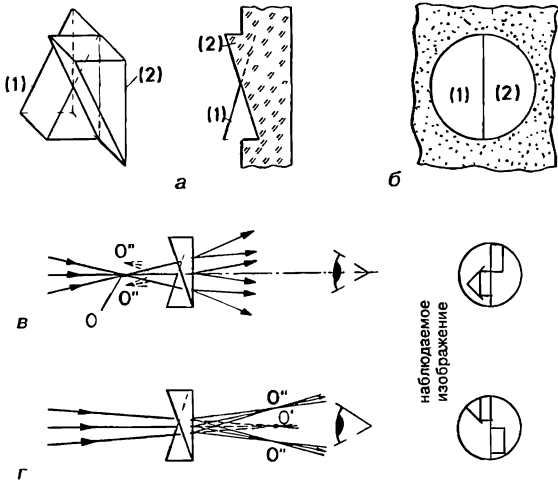 (1)
(2)
(2)
(1)
а
(1)
(2)
б
O"
O"
O
в
O"
O'
O"
г
наблюдаемое
изображение